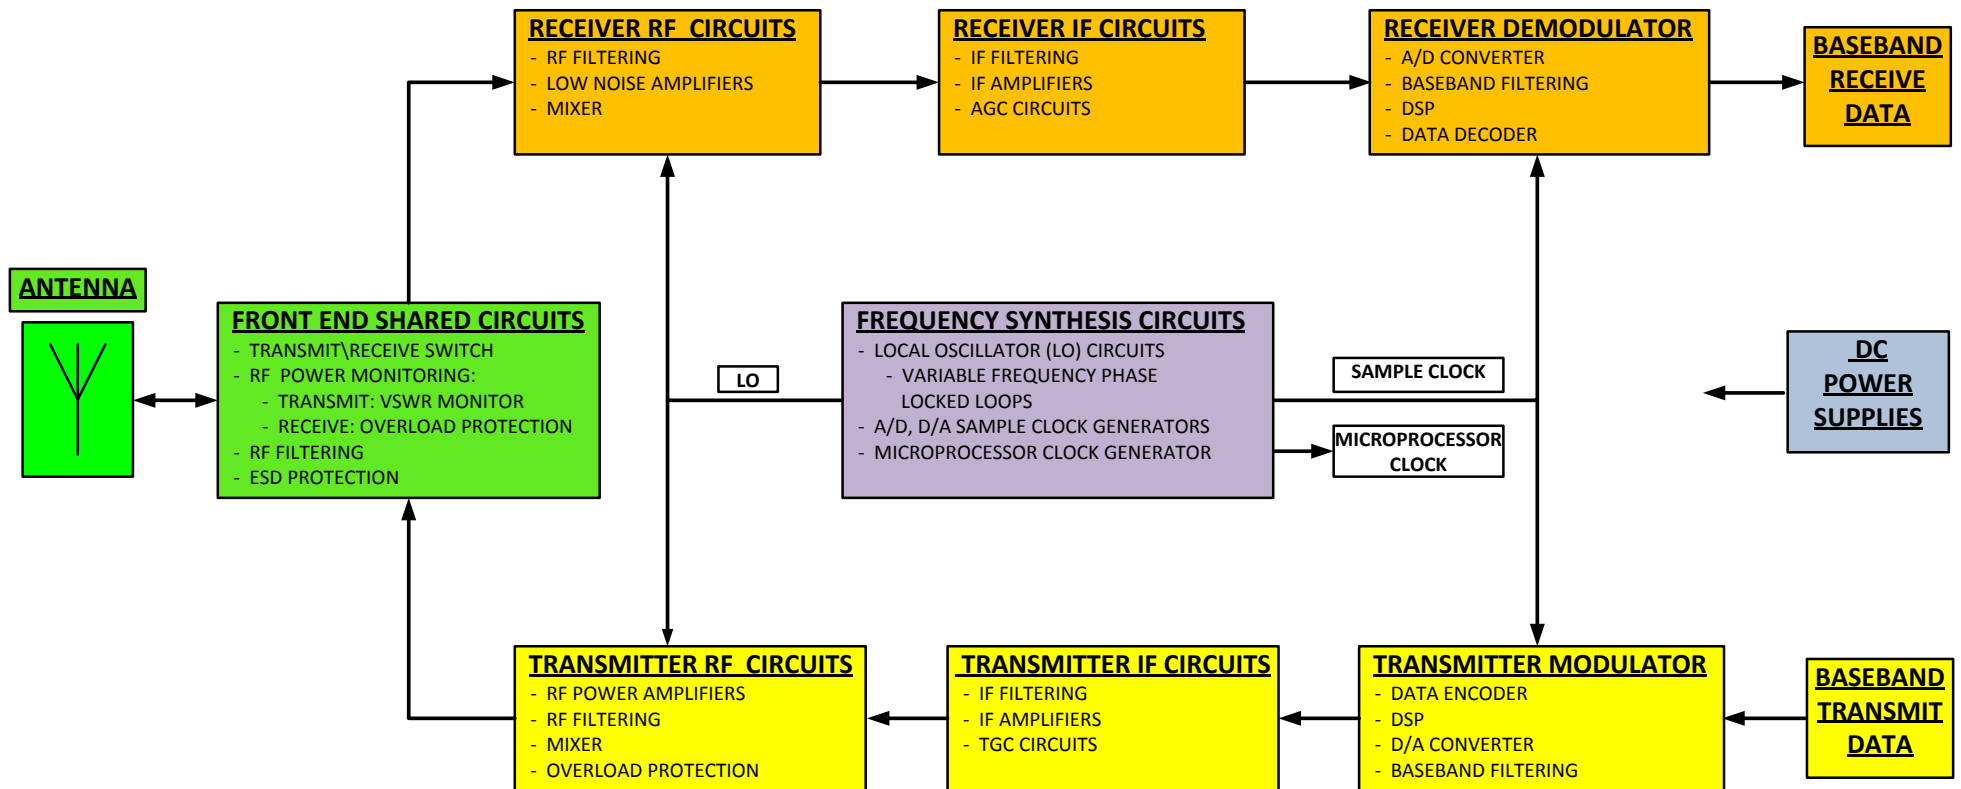 RECEIVER RF  CIRCUITS
- RF FILTERING
- LOW NOISE AMPLIFIERS
- MIXER
RECEIVER IF CIRCUITS
- IF FILTERING
- IF AMPLIFIERS
- AGC CIRCUITS
RECEIVER DEMODULATOR
- A/D CONVERTER
- BASEBAND FILTERING
- DSP
- DATA DECODER
BASEBAND
RECEIVE
DATA
ANTENNA
FRONT END SHARED CIRCUITS
- TRANSMIT\RECEIVE SWITCH
- RF  POWER MONITORING:
- TRANSMIT: VSWR MONITOR
- RECEIVE: OVERLOAD PROTECTION
- RF FILTERING
- ESD PROTECTION
LO
FREQUENCY SYNTHESIS CIRCUITS
- LOCAL OSCILLATOR (LO) CIRCUITS
- VARIABLE FREQUENCY PHASE
LOCKED LOOPS
- A/D, D/A SAMPLE CLOCK GENERATORS
- MICROPROCESSOR CLOCK GENERATOR
SAMPLE CLOCK
MICROPROCESSOR
CLOCK
DC
POWER
SUPPLIES
TRANSMITTER RF  CIRCUITS
- RF POWER AMPLIFIERS
- RF FILTERING
- MIXER
- OVERLOAD PROTECTION
TRANSMITTER IF CIRCUITS
- IF FILTERING
- IF AMPLIFIERS
- TGC CIRCUITS
TRANSMITTER MODULATOR
- DATA ENCODER
- DSP
- D/A CONVERTER
- BASEBAND FILTERING
BASEBAND
TRANSMIT
DATA